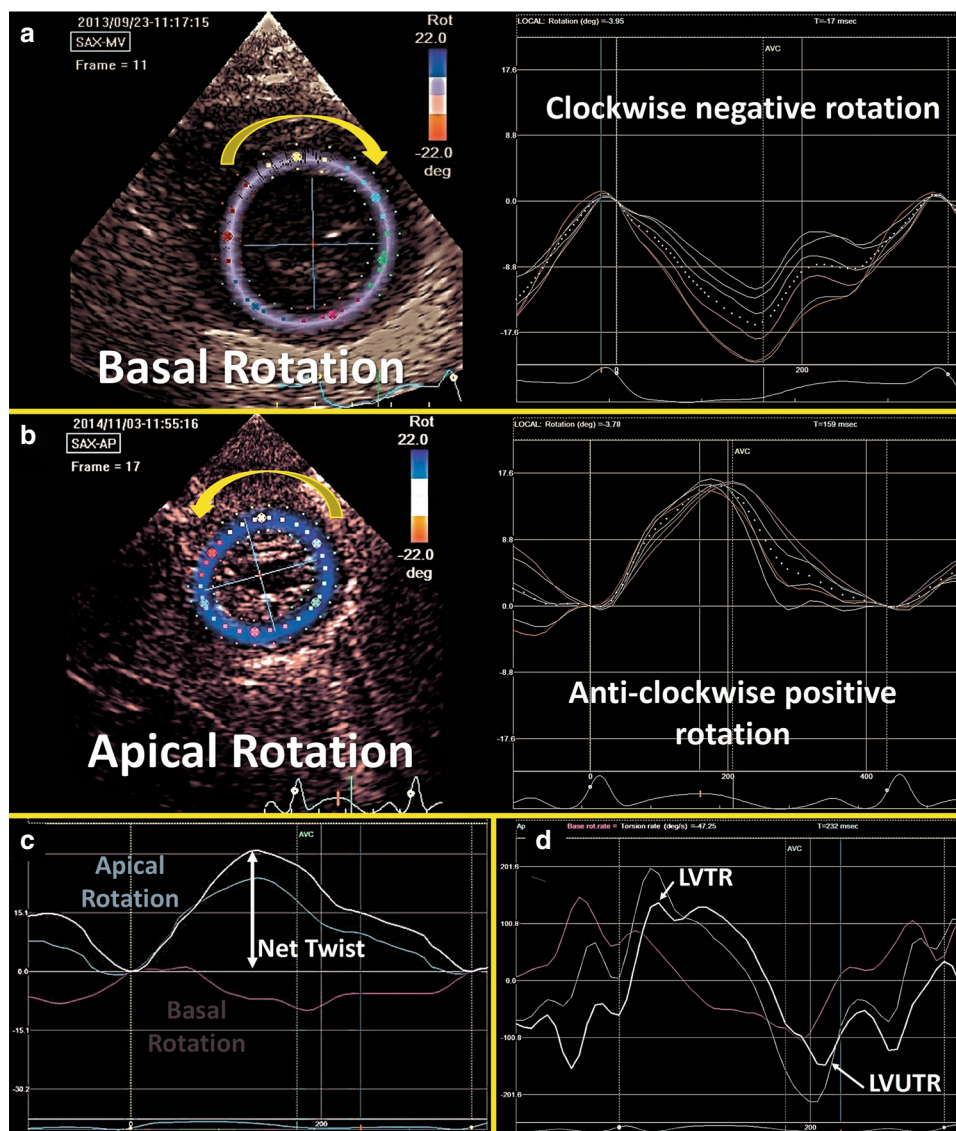 a
2013/09/23-11:17:15
SAX-MV
Frame = 11
Rot
22.0
-22.0
deg
Basal Rotation
LOCAL: Rotation (deg) =-3.95
T=-17 msec
AVC
17.6
8.8
0.0
-8.8
-17.6
0
200
Clockwise negative rotation
b
2014/11/03-11:55:16
SAX-AP
Frame = 17
Rot
22.0
-22.0
deg
Apical Rotation
LOCAL: Rotation (deg) =-3.78
T=159 msec
AVC
17.6
8.8
0.0
-8.8
-17.6
0
200
400
Anti-clockwise positive
rotation
c
AVC
Apical
Rotation
15.1
Net Twist
0.0
Basal
Rotation
-15.1
-30.2
200
d
Ap
Base rot.rate = Torsion rate (deg/s) =-47.25
T=232 msec
AVC
201.6
LVTR
100.8
0.0
-100.8
LVUTR
-201.6
0
200